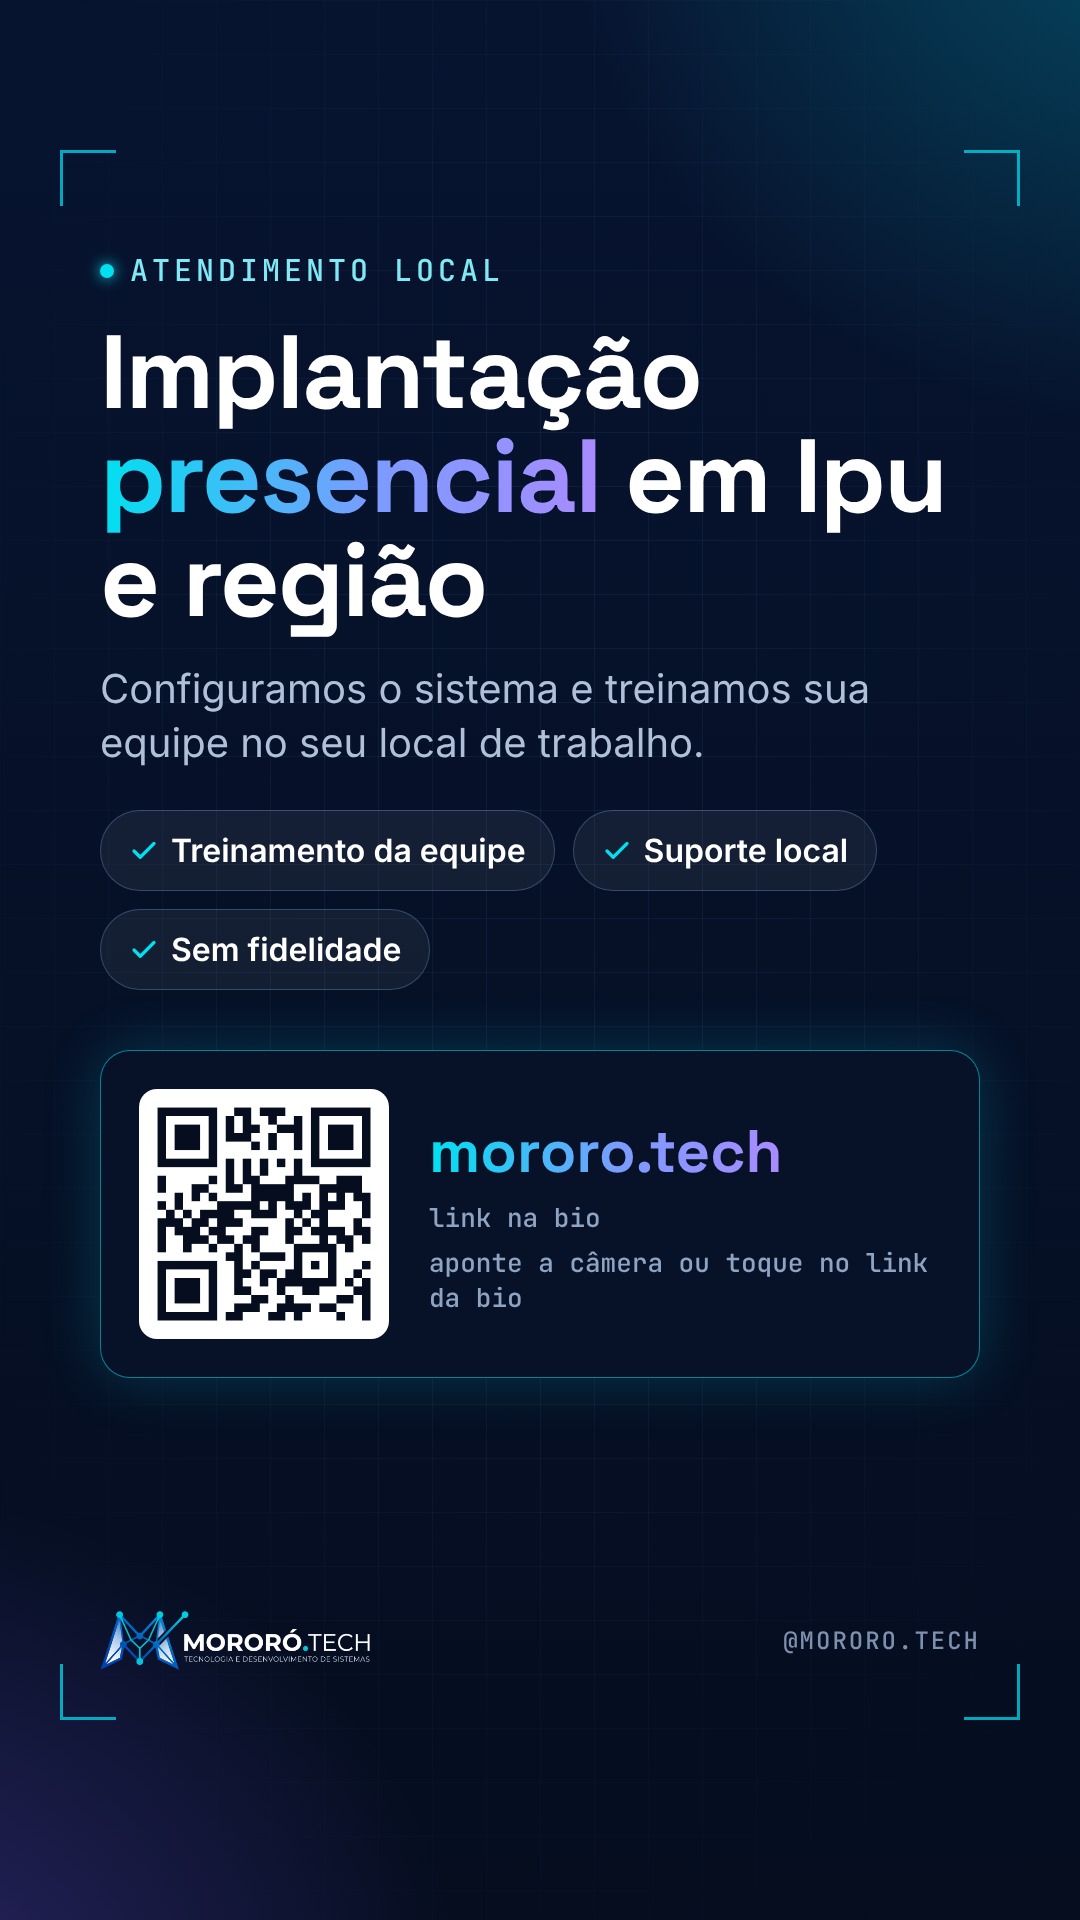 ATENDIMENTO LOCAL
Implantação
presencial em Ipu
e região
Configuramos o sistema e treinamos sua
equipe no seu local de trabalho.
Treinamento da equipe
Suporte local
Sem fidelidade
mororo.tech
link na bio
aponte a câmera ou toque no link
da bio
MORORÓ.TECH
TECNOLOGIA E DESENVOLVIMENTO DE SISTEMAS
@MORORO.TECH